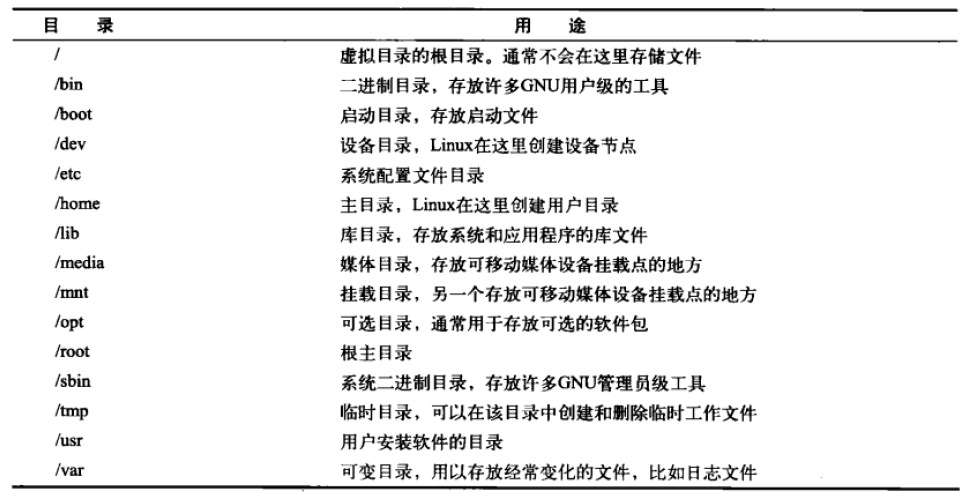 目 录 用 途
/ 虚拟目录的根目录。通常不会在这里存储文件
/bin 二进制目录，存放许多GNU用户级的工具
/boot 启动目录，存放启动文件
/dev 设备目录，Linux在这里创建设备节点
/etc 系统配置文件目录
/home 主目录，Linux在这里创建用户目录
/lib 库目录，存放系统和应用程序的库文件
/media 媒体目录，存放可移动媒体设备挂载点的地方
/mnt 挂载目录，另一个存放可移动媒体设备挂载点的地方
/opt 可选目录，通常用于存放可选的软件包
/root 根主目录
/sbin 系统二进制目录，存放许多GNU管理员级工具
/tmp 临时目录，可以在该目录中创建和删除临时工作文件
/usr 用户安装软件的目录
/var 可变目录，用以存放经常变化的文件，比如日志文件